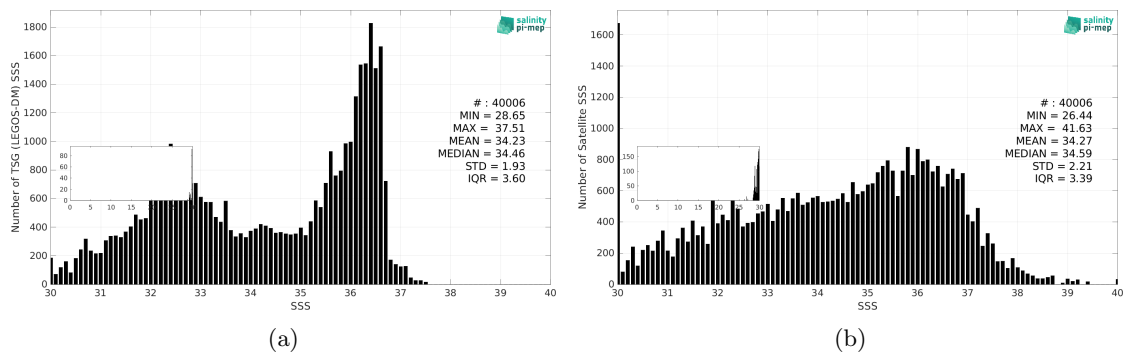 1800
1600
1400
1200
1000
800
600
400
200
0
Number of TSG (LEGOS-DM) SSS
salinity
pi-mep
# : 40006
MIN = 28.65
MAX = 37.51
MEAN = 34.23
MEDIAN = 34.46
STD = 1.93
IQR = 3.60
80
60
40
20
0
0 5 10 15 20
30 31 32 33 34 35 36 37 38 39 40
SSS
(a)
1600
1400
1200
1000
800
600
400
200
0
Number of Satellite SSS
salinity
pi-mep
# : 40006
MIN = 26.44
MAX = 41.63
MEAN = 34.27
MEDIAN = 34.59
STD = 2.21
IQR = 3.39
150
100
50
0
0 5 10 15 20 25 30
30 31 32 33 34 35 36 37 38 39 40
SSS
(b)